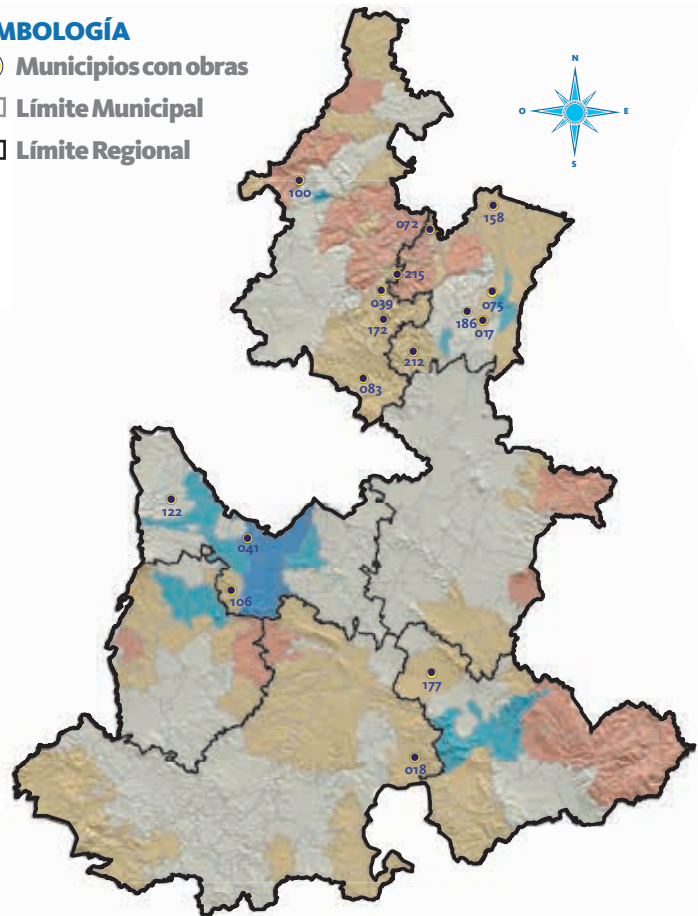 MBOLOGÍA
Municipios con obras
Límite Municipal
Límite Regional
N
O E
S
100
158
072
215
039
075
172
186
017
212
083
122
041
106
177
018